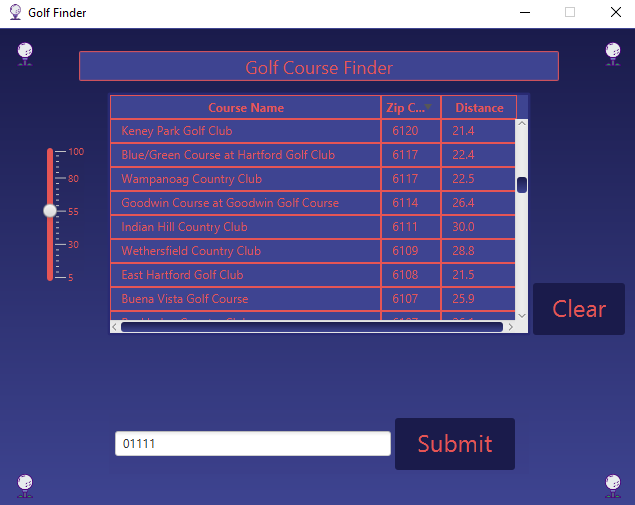 Golf Finder
Golf Course Finder
Course Name Zip C... Distance
Keney Park Golf Club 6120 21.4
Blue/Green Course at Hartford Golf Club 6117 22.4
Wampanoag Country Club 6117 22.5
Goodwin Course at Goodwin Golf Course 6114 26.4
Indian Hill Country Club 6111 30.0
Wethersfield Country Club 6109 28.8
East Hartford Golf Club 6108 21.5
Buena Vista Golf Course 6107 25.9
100
80
55
30
5
Clear
01111
Submit